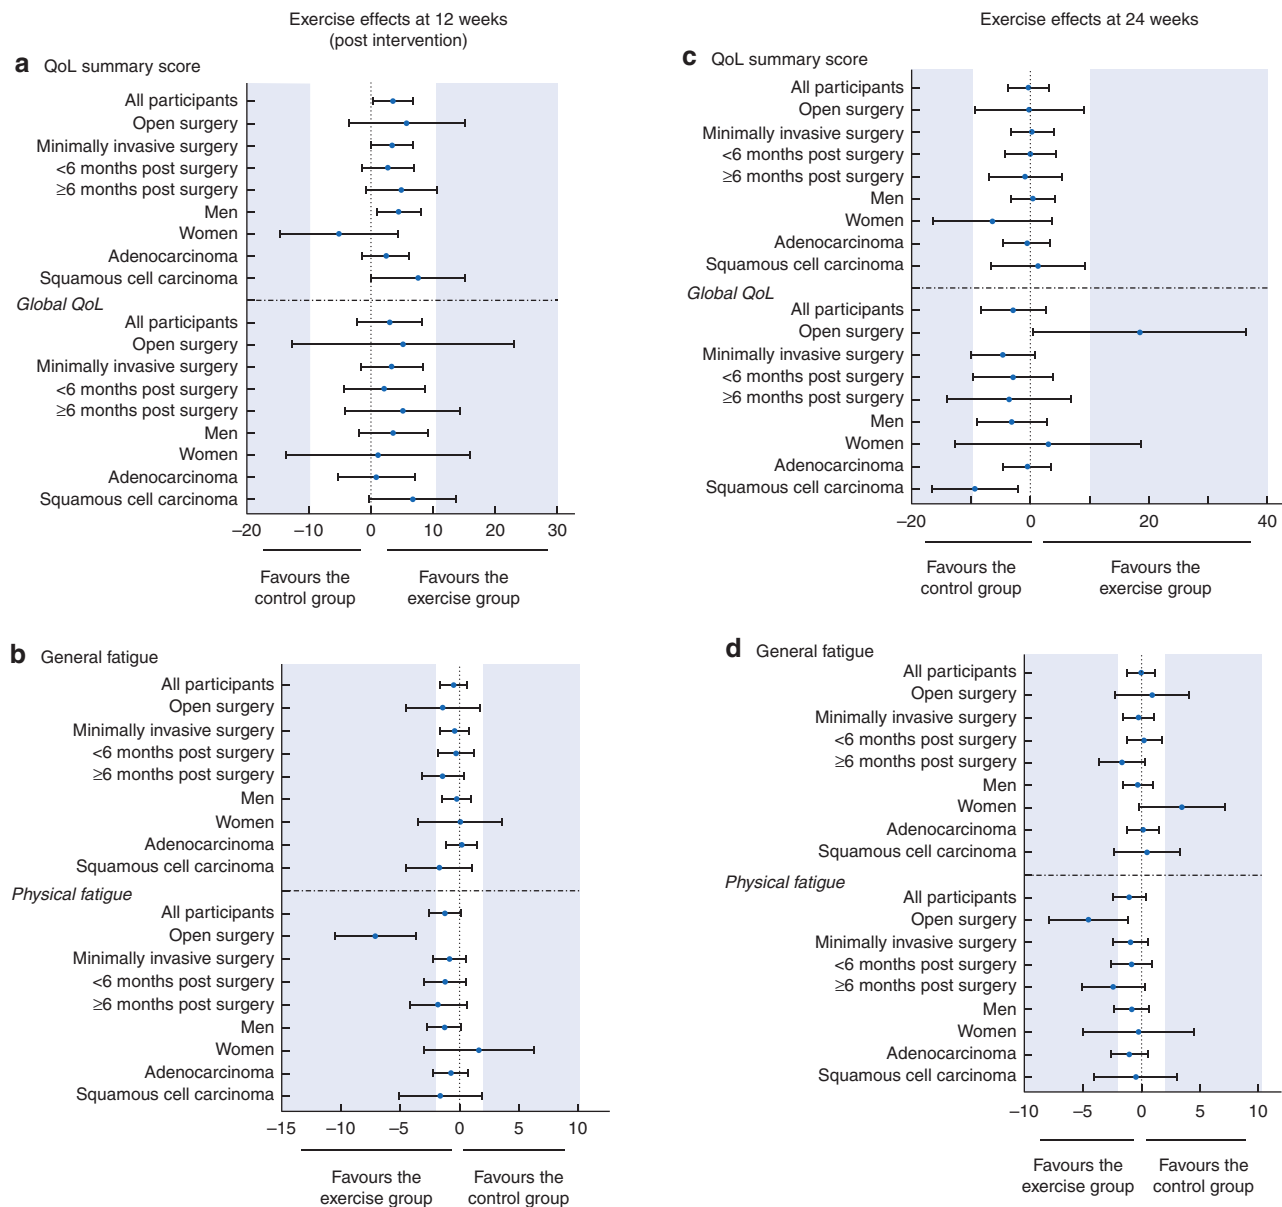 Exercise effects at 12 weeks
(post intervention)
a QoL summary score
All participants
Open surgery
Minimally invasive surgery
<6 months post surgery
≥6 months post surgery
Men
Women
Adenocarcinoma
Squamous cell carcinoma
Global QoL
All participants
Open surgery
Minimally invasive surgery
<6 months post surgery
≥6 months post surgery
Men
Women
Adenocarcinoma
Squamous cell carcinoma
–20 –10 0 10 20 30
Favours the control group
Favours the exercise group
b General fatigue
All participants
Open surgery
Minimally invasive surgery
<6 months post surgery
≥6 months post surgery
Men
Women
Adenocarcinoma
Squamous cell carcinoma
Physical fatigue
All participants
Open surgery
Minimally invasive surgery
<6 months post surgery
≥6 months post surgery
Men
Women
Adenocarcinoma
Squamous cell carcinoma
–15 –10 –5 0 5 10
Favours the
exercise group
Favours the
control group
Exercise effects at 24 weeks
c QoL summary score
All participants
Open surgery
Minimally invasive surgery
<6 months post surgery
≥6 months post surgery
Men
Women
Adenocarcinoma
Squamous cell carcinoma
Global QoL
All participants
Open surgery
Minimally invasive surgery
<6 months post surgery
≥6 months post surgery
Men
Women
Adenocarcinoma
Squamous cell carcinoma
–20 0 20 40
Favours the
control group
Favours the
exercise group
d General fatigue
All participants
Open surgery
Minimally invasive surgery
<6 months post surgery
≥6 months post surgery
Men
Women
Adenocarcinoma
Squamous cell carcinoma
Physical fatigue
All participants
Open surgery
Minimally invasive surgery
<6 months post surgery
≥6 months post surgery
Men
Women
Adenocarcinoma
Squamous cell carcinoma
–10 –5 0 5 10
Favours the
exercise group
Favours the
control group